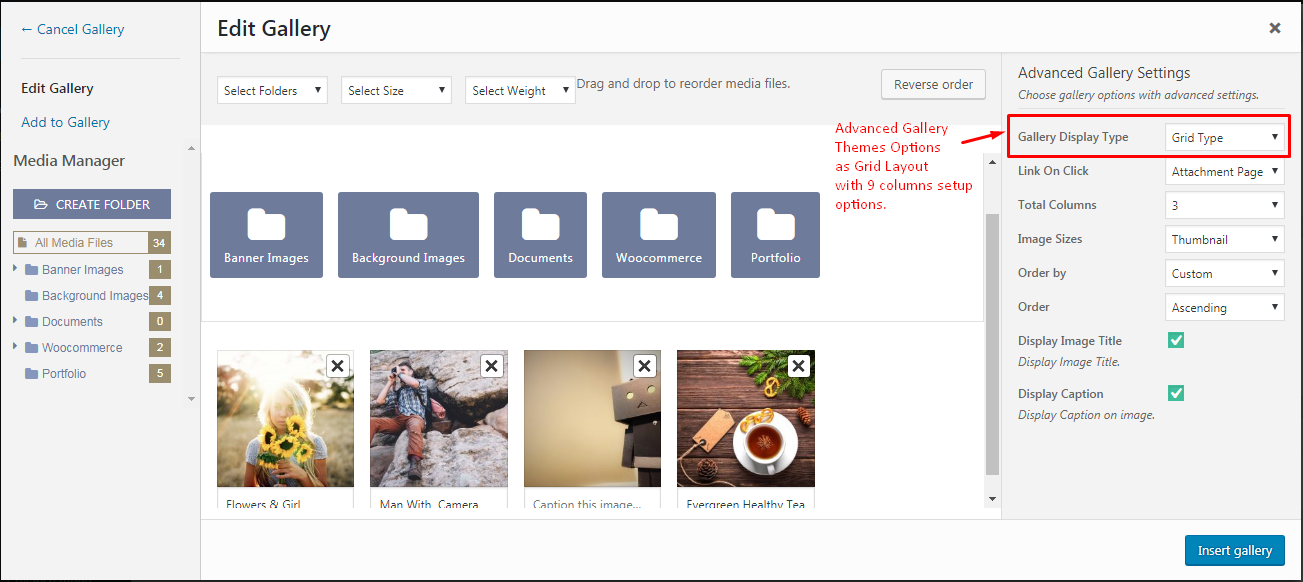 ← Cancel Gallery
Edit Gallery
Add to Gallery
Media Manager
CREATE FOLDER
All Media Files 34
Banner Images 1
Background Images 4
Documents 0
Woocommerce 2
Portfolio 5
Edit Gallery
Select Folders
Select Size
Select Weight
Drag and drop to reorder media files.
Reverse order
Advanced Gallery
Themes Options
as Grid Layout
with 9 columns setup
options.
Banner Images
Background Images
Documents
Woocommerce
Portfolio
Flowers & Girl
Man With Camera
Caption this image...
Evergreen Healthy Tea
Advanced Gallery Settings
Choose gallery options with advanced settings.
Gallery Display Type Grid Type
Link On Click Attachment Page
Total Columns 3
Image Sizes Thumbnail
Order by Custom
Order Ascending
Display Image Title
Display Image Title.
Display Caption
Display Caption on image.
Insert gallery